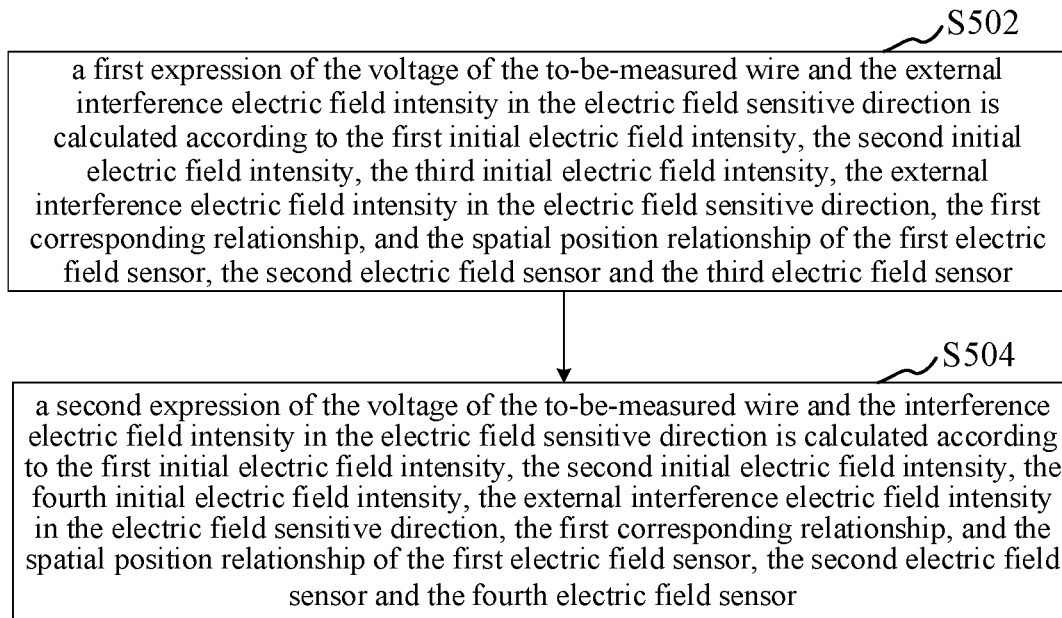 S502
a first expression of the voltage of the to-be-measured wire and the external
interference electric field intensity in the electric field sensitive direction is
calculated according to the first initial electric field intensity, the second initial
electric field intensity, the third initial electric field intensity, the external
interference electric field intensity in the electric field sensitive direction, the first
corresponding relationship, and the spatial position relationship of the first electric
field sensor, the second electric field sensor and the third electric field sensor
S504
a second expression of the voltage of the to-be-measured wire and the interference
electric field intensity in the electric field sensitive direction is calculated according
to the first initial electric field intensity, the second initial electric field intensity, the
fourth initial electric field intensity, the external interference electric field intensity
in the electric field sensitive direction, the first corresponding relationship, and the
spatial position relationship of the first electric field sensor, the second electric field
sensor and the fourth electric field sensor